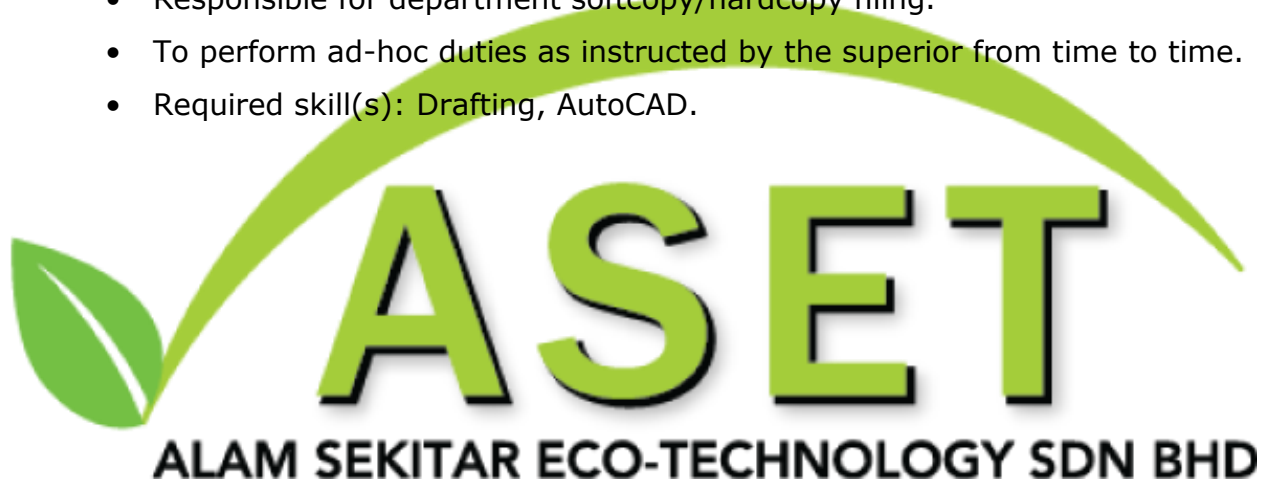 • Responsible for department softcopy/hardcopy filing.
• To perform ad-hoc duties as instructed by the superior from time to time.
• Required skill(s): Drafting, AutoCAD.
ASET
ALAM SEKITAR ECO-TECHNOLOGY SDN BHD